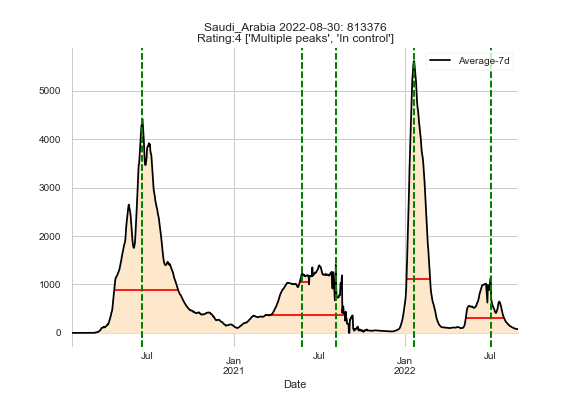 Saudi_Arabia 2022-08-30: 813376
Rating:4 ['Multiple peaks', 'In control']
Average-7d
5000
4000
3000
2000
1000
0
Jul
Jan
2021
Jul
Jan
2022
Jul
Date